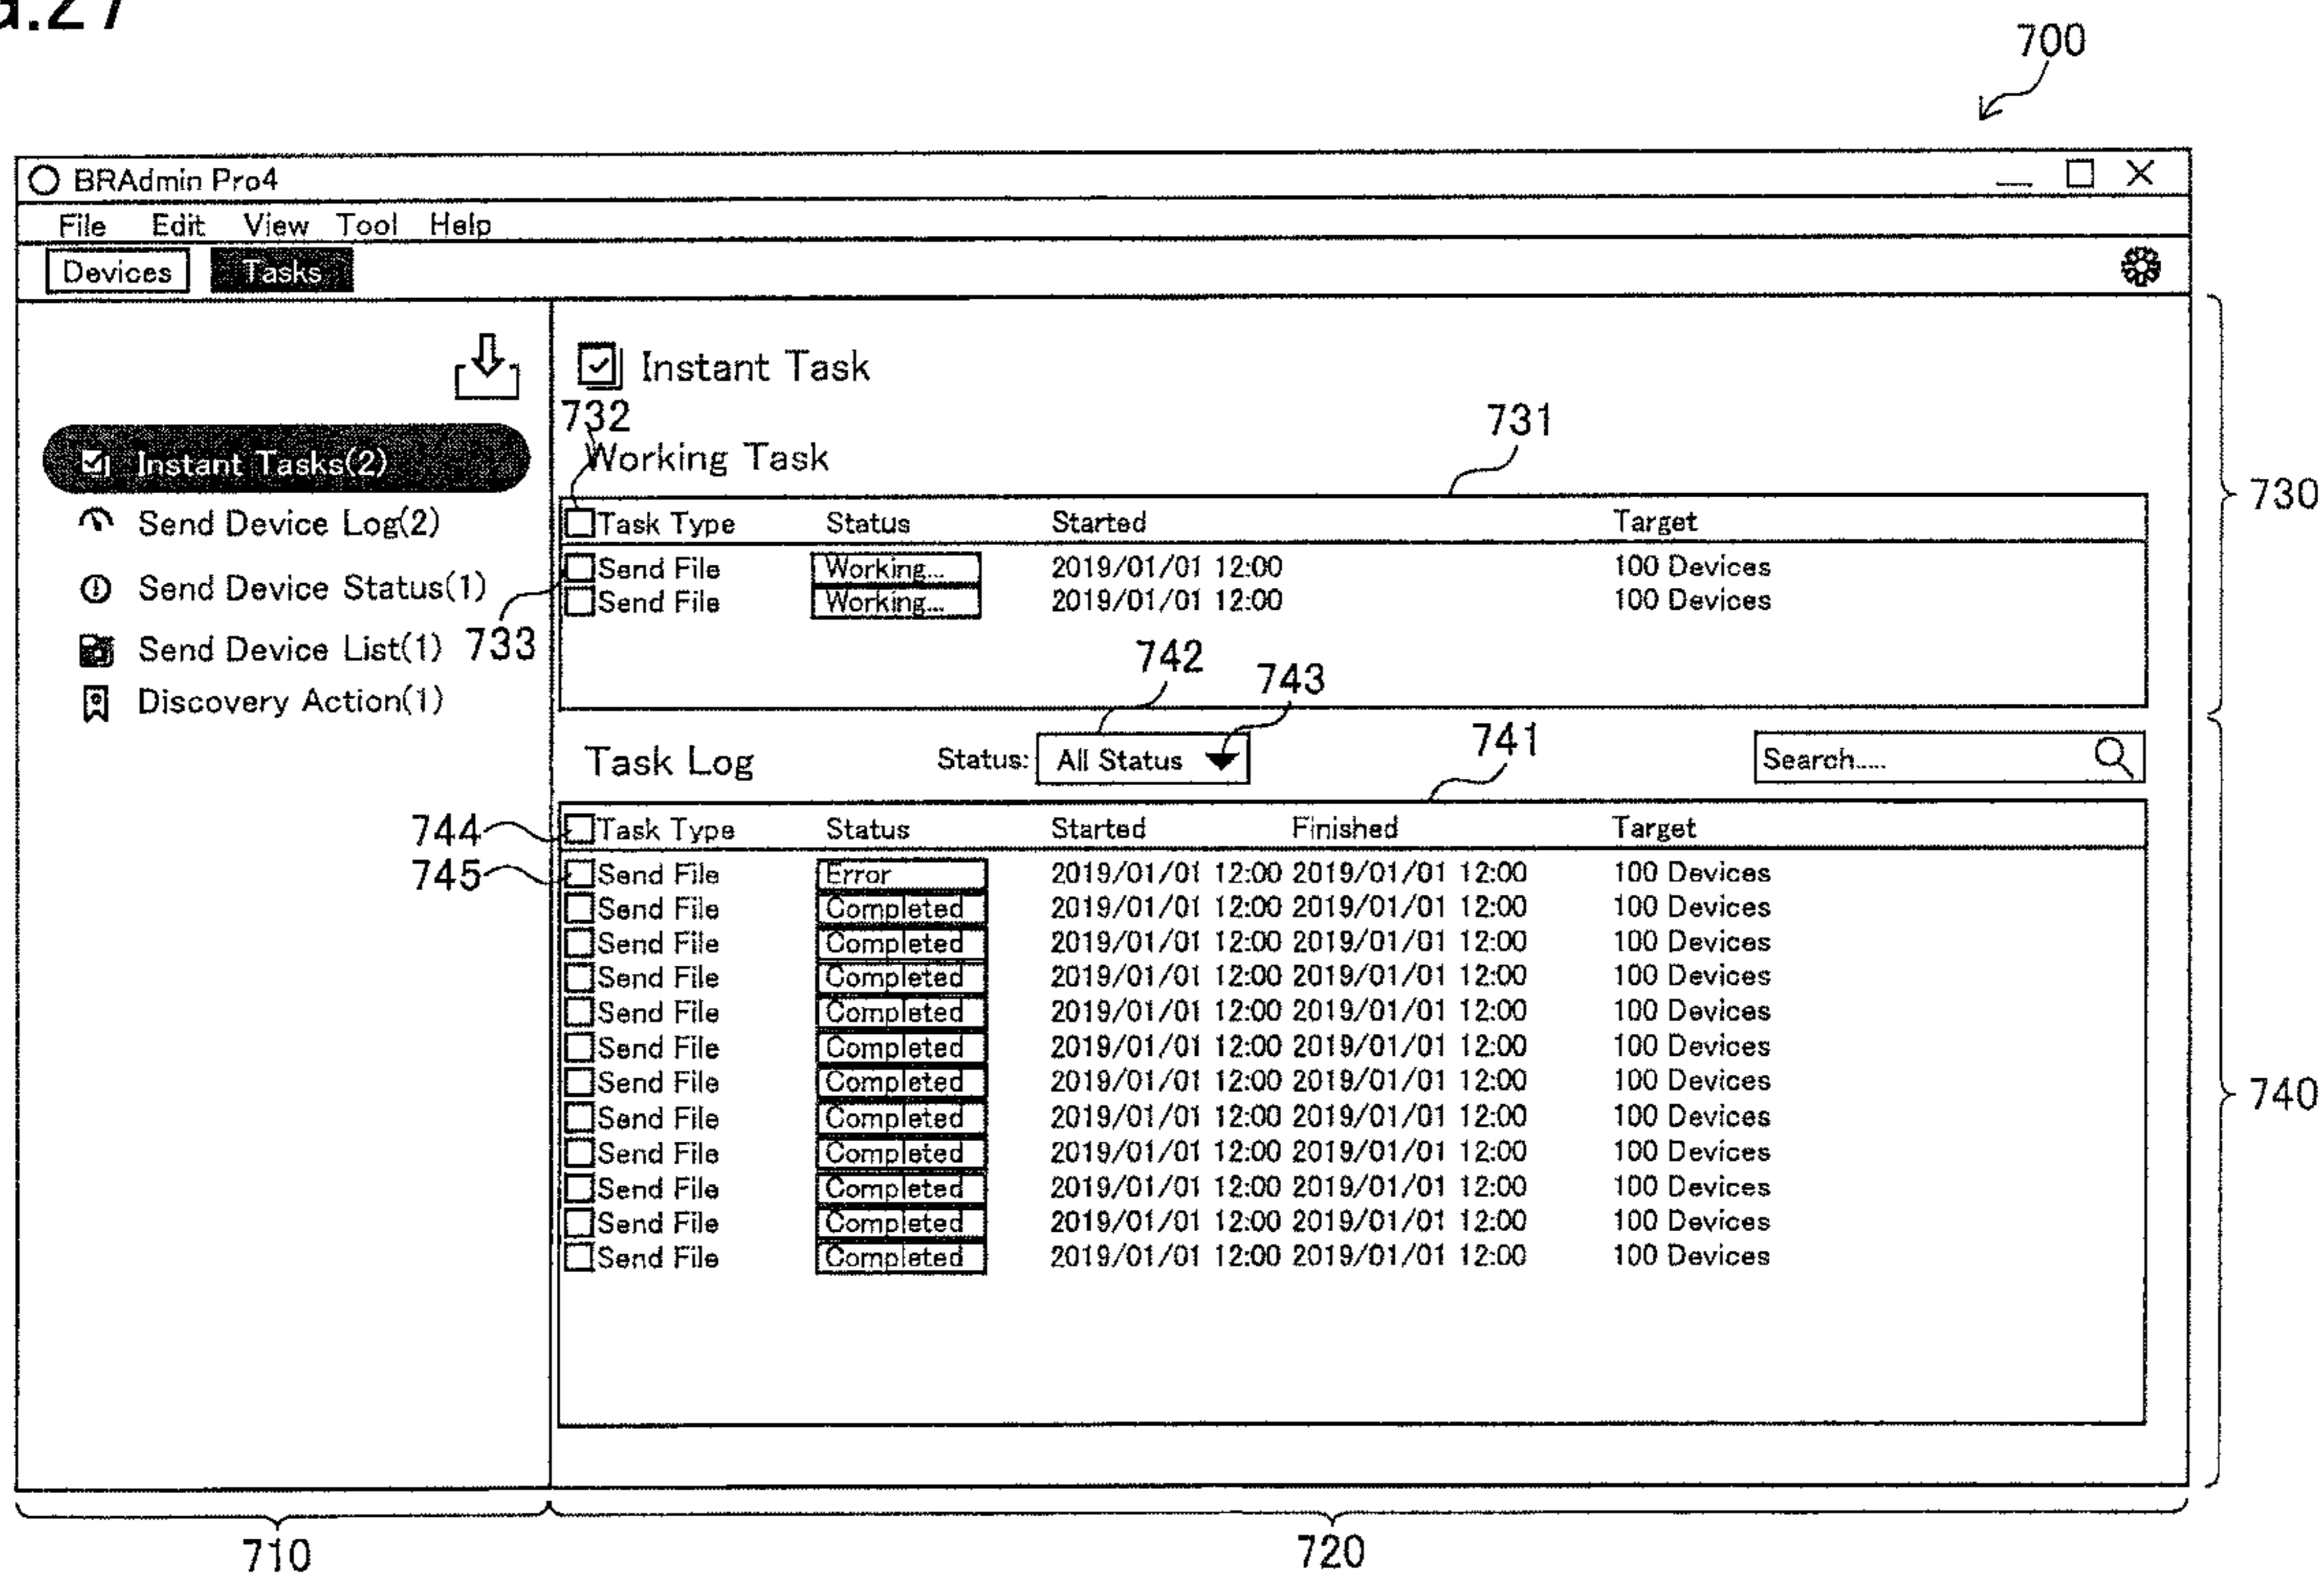 G.27
700
BRAdmin Pro4
File Edit View Tool Help
Devices Tasks
Instant Tasks(2)
Send Device Log(2)
Send Device Status(1)
Send Device List(1)
Discovery Action(1)
Instant Task
732
Working Task
731
730
Task Type Status Started Target
Send File Working... 2019/01/01 12:00 100 Devices
Send File Working... 2019/01/01 12:00 100 Devices
733
742
743
Task Log Status: All Status 741 Search.....
744 Task Type Status Started Finished Target
745 Send File Error 2019/01/01 12:00 2019/01/01 12:00 100 Devices
Send File Completed 2019/01/01 12:00 2019/01/01 12:00 100 Devices
Send File Completed 2019/01/01 12:00 2019/01/01 12:00 100 Devices
Send File Completed 2019/01/01 12:00 2019/01/01 12:00 100 Devices
Send File Completed 2019/01/01 12:00 2019/01/01 12:00 100 Devices
Send File Completed 2019/01/01 12:00 2019/01/01 12:00 100 Devices
Send File Completed 2019/01/01 12:00 2019/01/01 12:00 100 Devices
Send File Completed 2019/01/01 12:00 2019/01/01 12:00 100 Devices
Send File Completed 2019/01/01 12:00 2019/01/01 12:00 100 Devices
Send File Completed 2019/01/01 12:00 2019/01/01 12:00 100 Devices
Send File Completed 2019/01/01 12:00 2019/01/01 12:00 100 Devices
Send File Completed 2019/01/01 12:00 2019/01/01 12:00 100 Devices
740
710
720